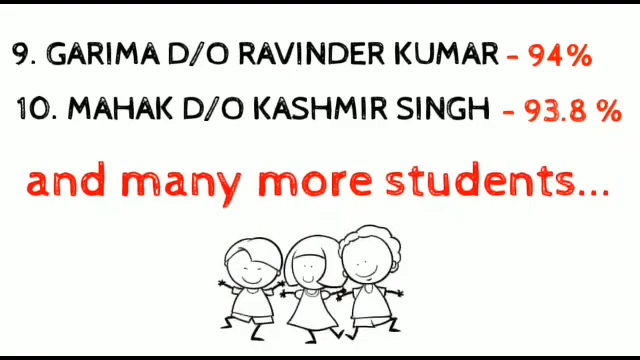 9. GARIMA D/O RAVINDER KUMAR - 94%
10. MAHAK D/O KASHMIR SINGH - 93.8 %
and many more students...